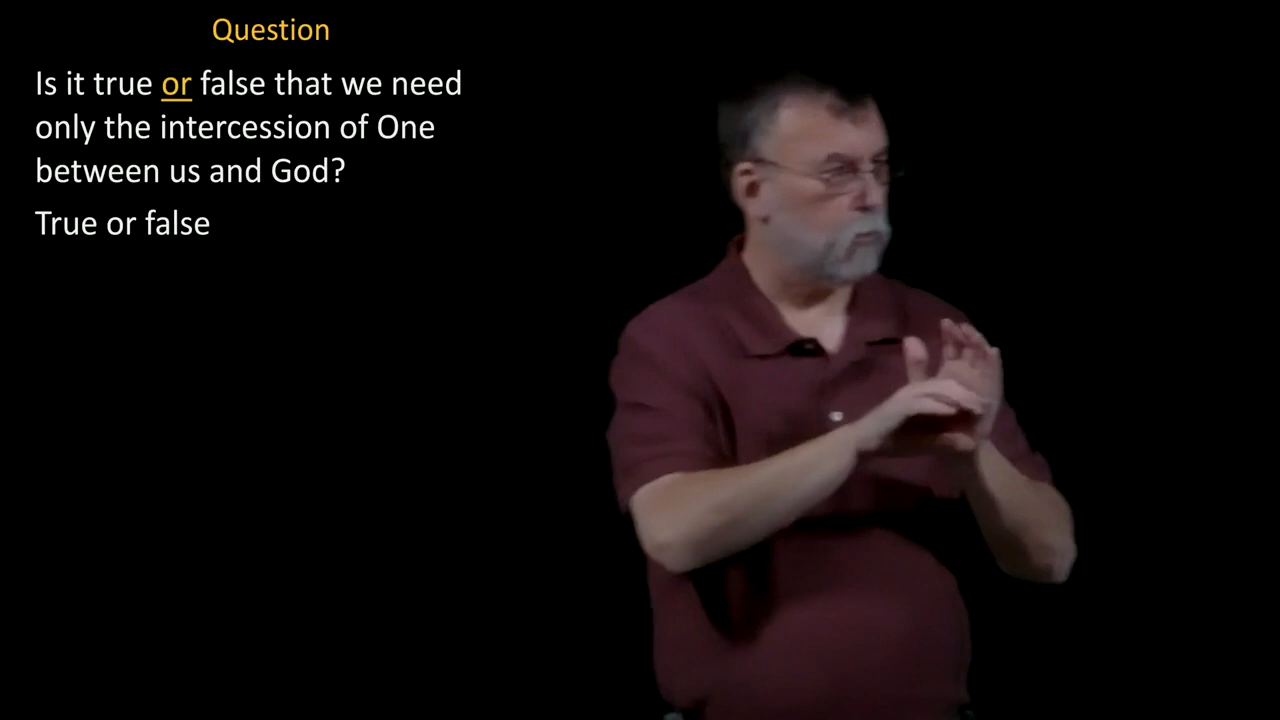 Question
Is it true or false that we need
only the intercession of One
between us and God?
True or false